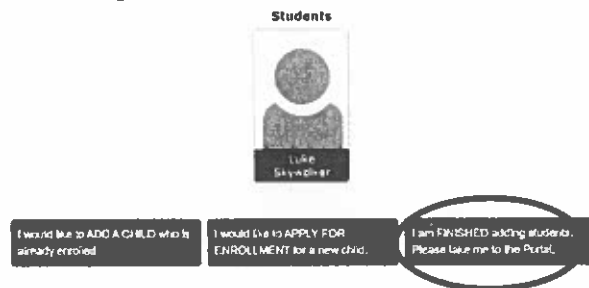 Students
Luke
Skywalker
I would like to ADD A CHILD who is
already enrolled
I would like to APPLY FOR
ENROLLMENT for a new child.
I am FINISHED adding students.
Please take me to the Portal.